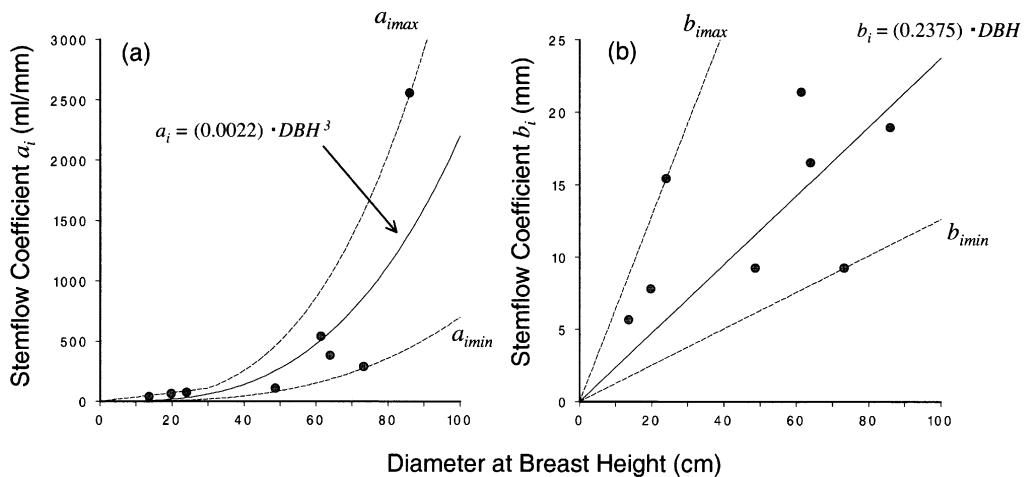 (a)
a_imax
a_i = (0.0022) · DBH^3
a_imin
Stemflow Coefficient a_i (ml/mm)
3000
2500
2000
1500
1000
500
0
0 20 40 60 80 100
(b)
b_imax
b_i = (0.2375) · DBH
b_imin
Stemflow Coefficient b_i (mm)
25
20
15
10
5
0
0 20 40 60 80 100
Diameter at Breast Height (cm)